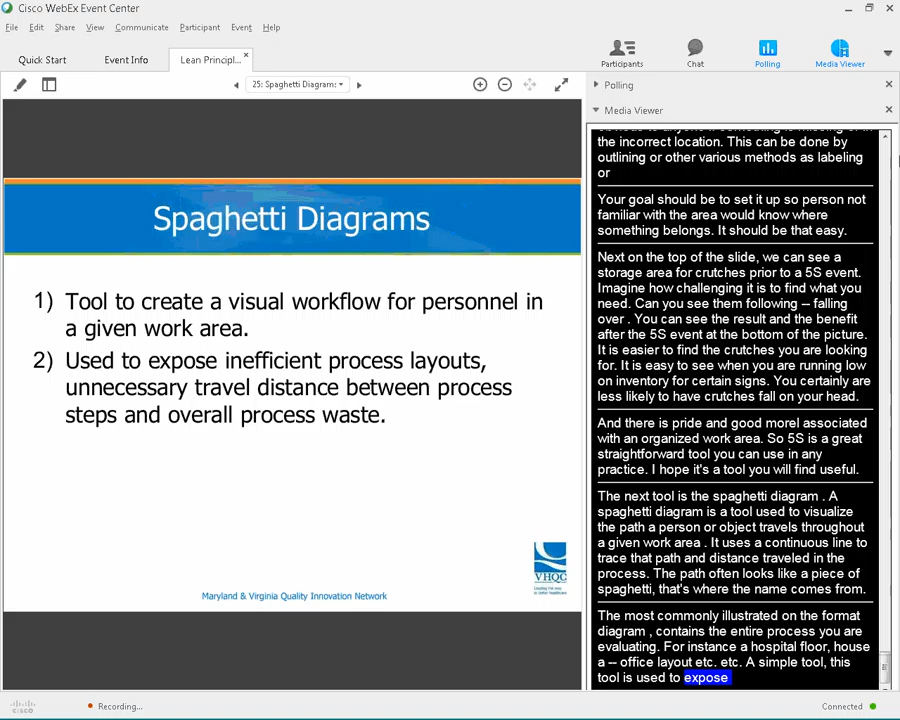 Cisco WebEx Event Center
File Edit Share View Communicate Participant Event Help
Quick Start
Event Info
Lean Principl...
Participants
Chat
Polling
Media Viewer
25: Spaghetti Diagrams:
Polling
Media Viewer
Spaghetti Diagrams
1) Tool to create a visual workflow for personnel in
a given work area.
2) Used to expose inefficient process layouts,
unnecessary travel distance between process
steps and overall process waste.
VHQC
Maryland & Virginia Quality Innovation Network
the incorrect location. This can be done by
outlining or other various methods as labeling
or
Your goal should be to set it up so person not
familiar with the area would know where
something belongs. It should be that easy.
Next on the top of the slide, we can see a
storage area for crutches prior to a 5S event.
Imagine how challenging it is to find what you
need. Can you see them following -- falling
over . You can see the result and the benefit
after the 5S event at the bottom of the picture.
It is easier to find the crutches you are looking
for. It is easy to see when you are running low
on inventory for certain signs. You certainly are
less likely to have crutches fall on your head.
And there is pride and good morel associated
with an organized work area. So 5S is a great
straightforward tool you can use in any
practice. I hope it's a tool you will find useful.
The next tool is the spaghetti diagram . A
spaghetti diagram is a tool used to visualize
the path a person or object travels throughout
a given work area . It uses a continuous line to
trace that path and distance traveled in the
process. The path often looks like a piece of
spaghetti, that's where the name comes from.
The most commonly illustrated on the format
diagram , contains the entire process you are
evaluating. For instance a hospital floor, house
a -- office layout etc. etc. A simple tool, this
tool is used to expose
cisco
Recording...
Connected